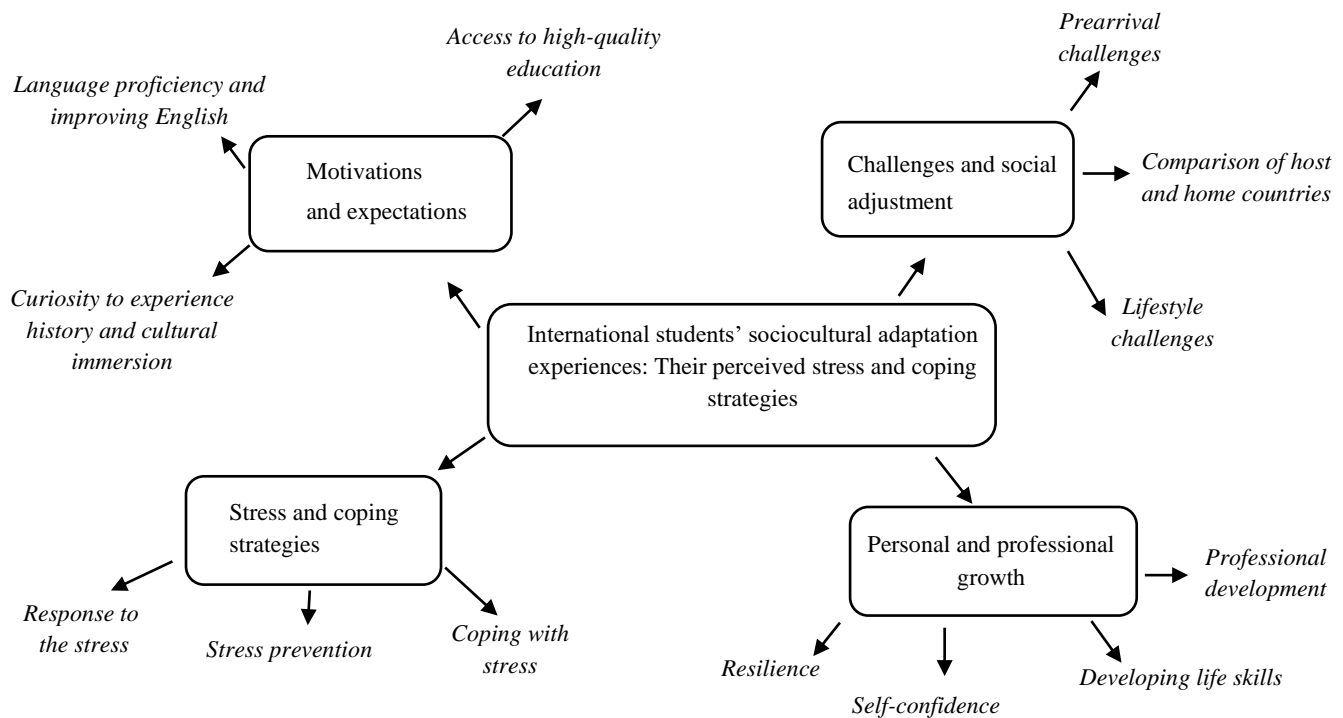 Access to high-quality
education
Language proficiency and
improving English
Motivations
and expectations
Curiosity to experience
history and cultural
immersion
Prearrival
challenges
Challenges and social
adjustment
Comparison of host
and home countries
Lifestyle
challenges
International students’ sociocultural adaptation
experiences: Their perceived stress and coping
strategies
Stress and coping
strategies
Response to
the stress
Stress prevention
Coping with
stress
Personal and professional
growth
Professional
development
Resilience
Self-confidence
Developing life skills